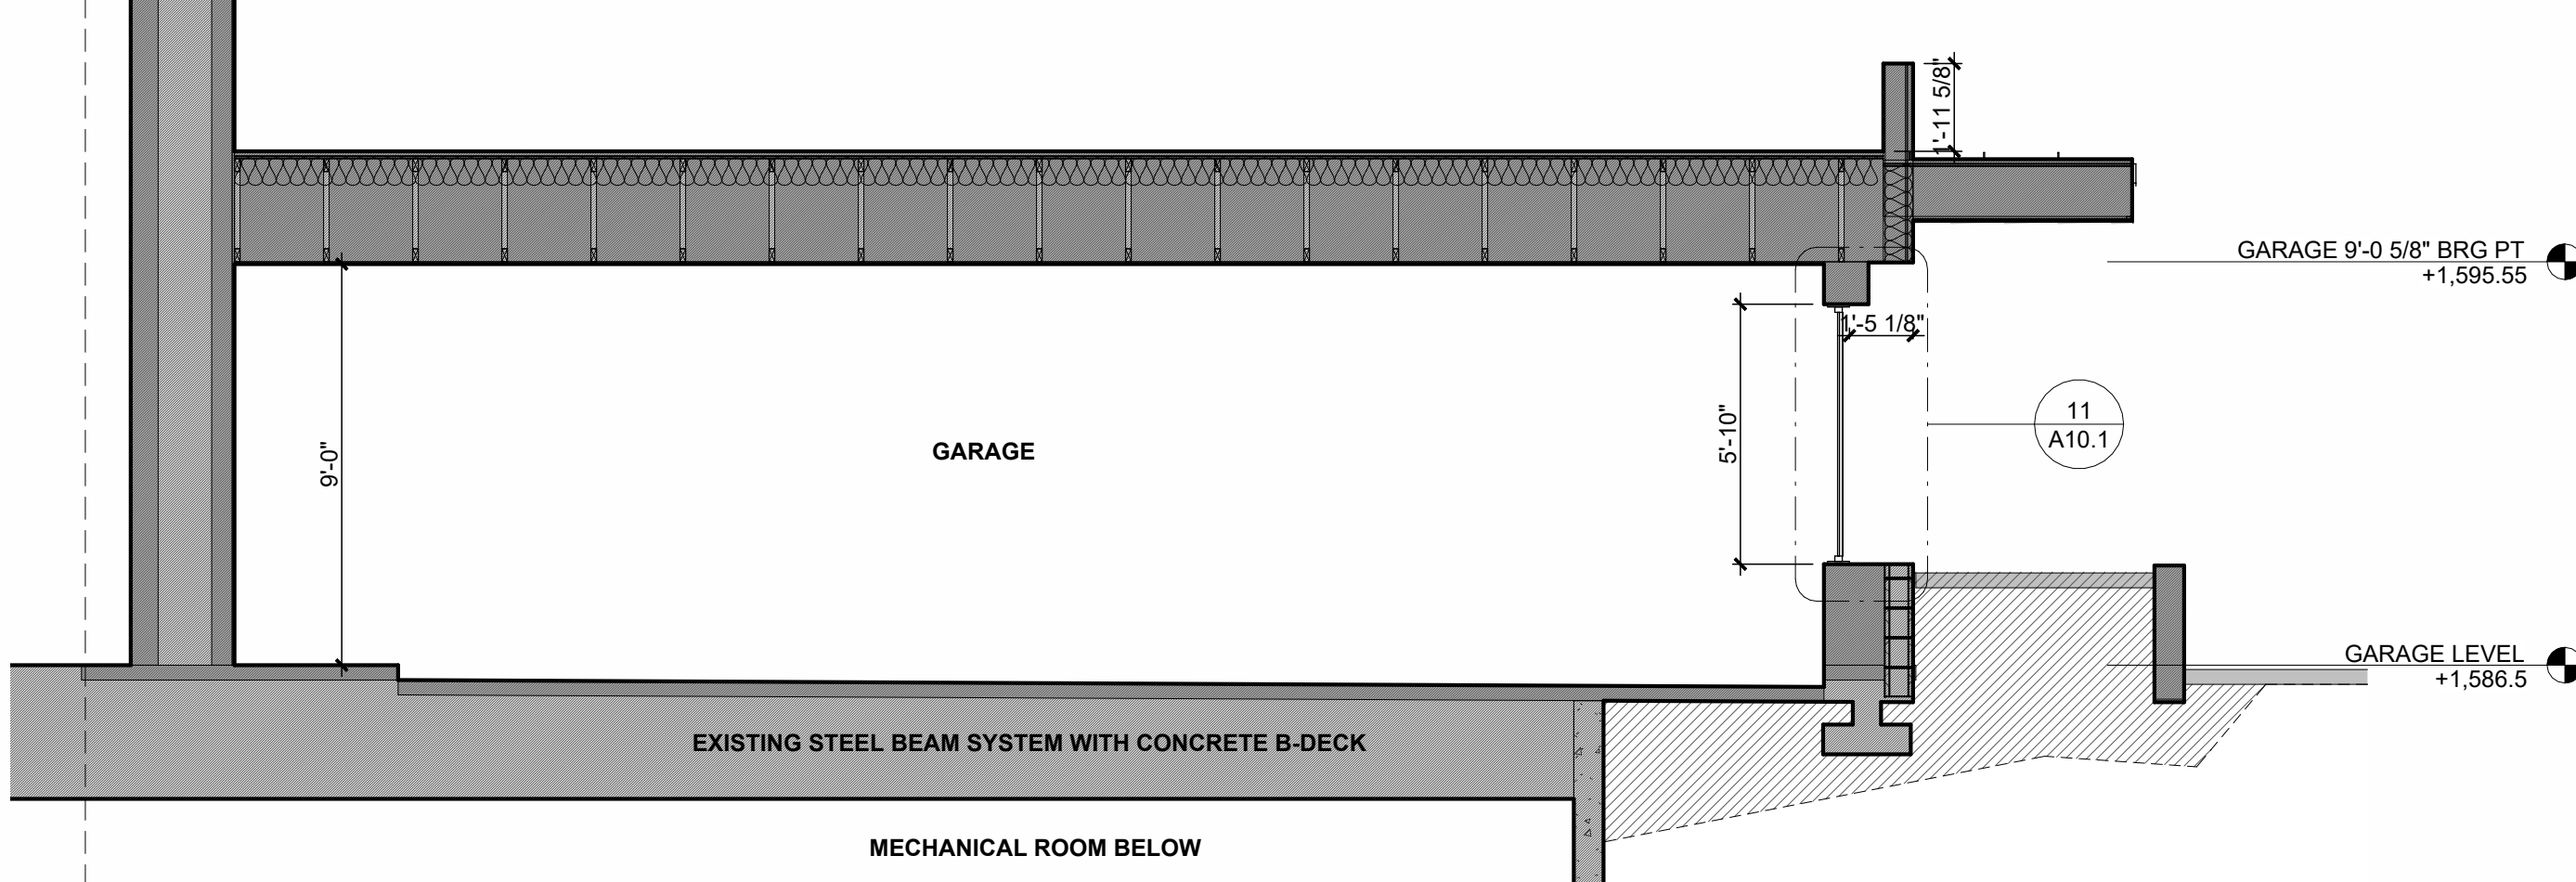 1'-11 5/8"
GARAGE 9'-0 5/8" BRG PT
+1,595.55
1'-5 1/8"
11
A10.1
5'-10"
9'-0"
GARAGE
GARAGE LEVEL
+1,586.5
EXISTING STEEL BEAM SYSTEM WITH CONCRETE B-DECK
MECHANICAL ROOM BELOW